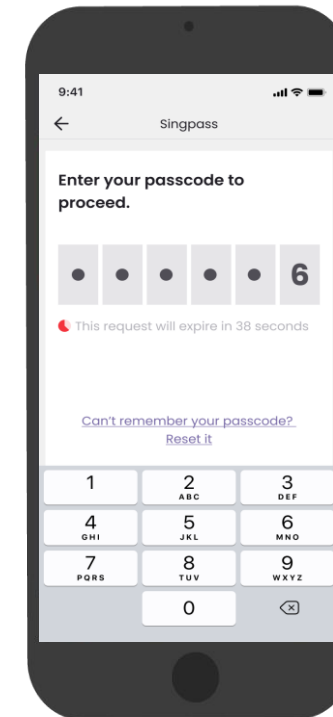 9:41
Singpass
Enter your passcode to
proceed.
6
This request will expire in 38 seconds
Can't remember your passcode?
Reset it
1 2 3
ABC DEF
4 5 6
GHI JKL MNO
7 8 9
PQRS TUV WXYZ
0